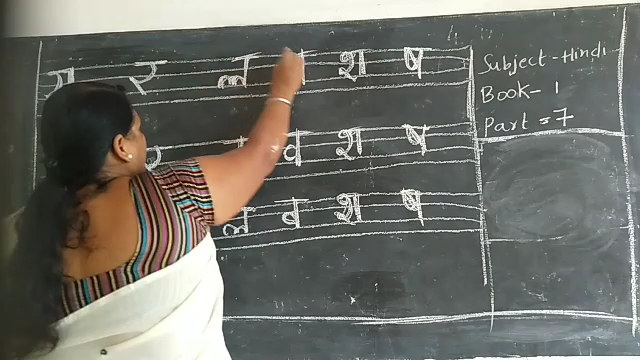 य र ल व श ष
र ल व श ष
ल व श ष
Subject - Hindi
Book - 1
Part = 7